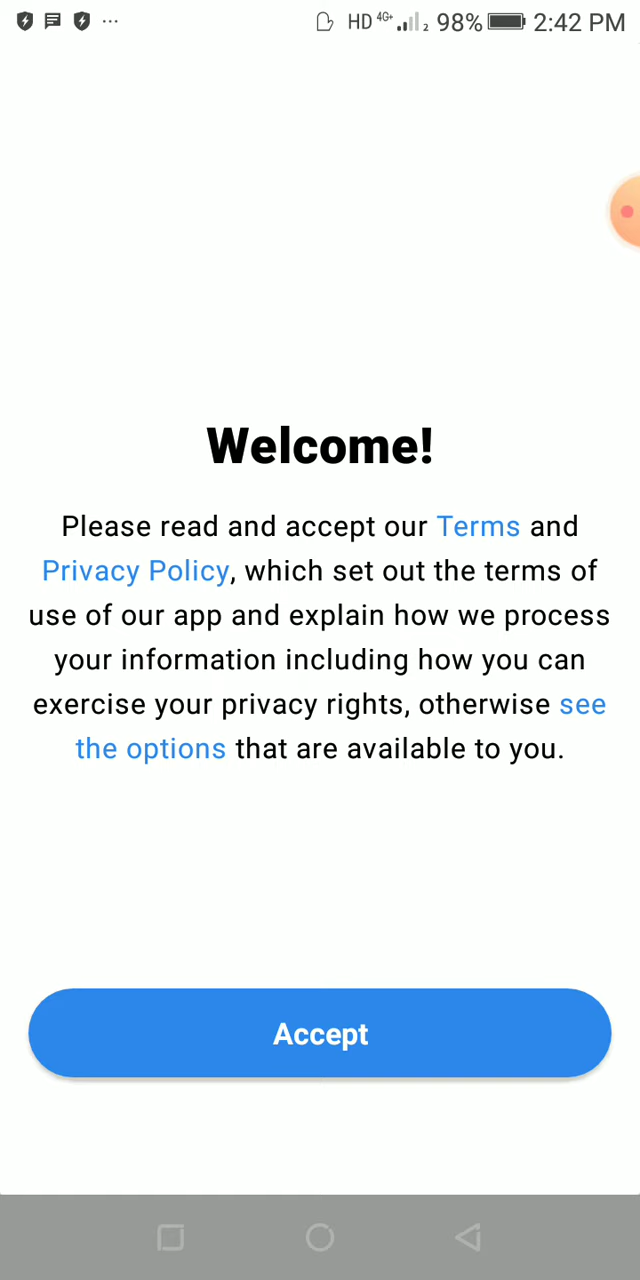 HD 4G+ 2 98% 2:42 PM
Welcome!
Please read and accept our Terms and
Privacy Policy, which set out the terms of
use of our app and explain how we process
your information including how you can
exercise your privacy rights, otherwise see
the options that are available to you.
Accept